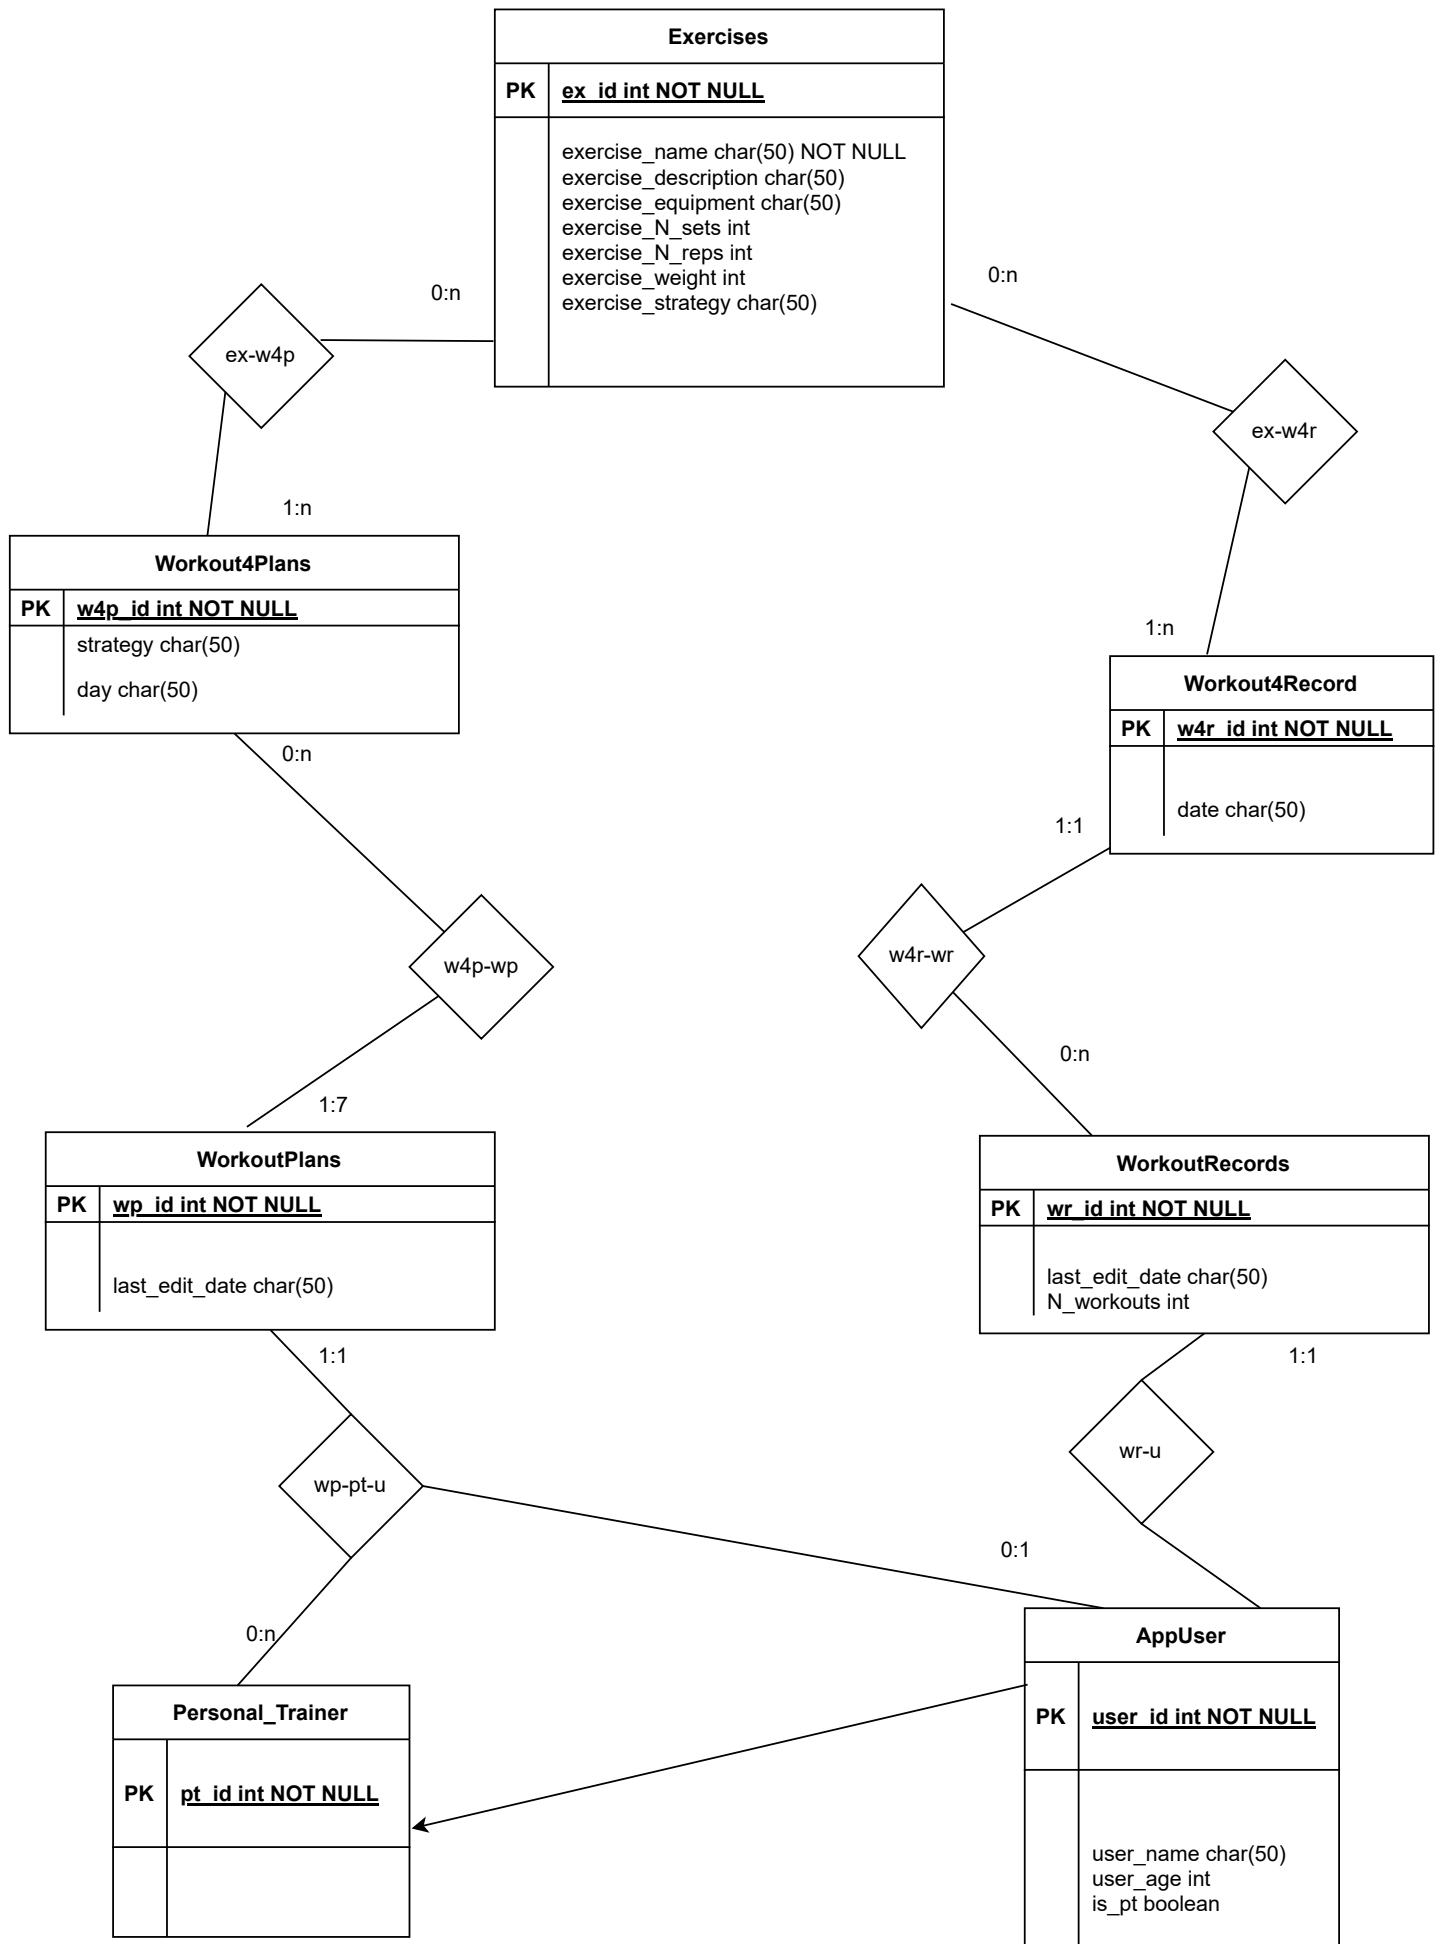 Exercises
PK ex_id int NOT NULL
exercise_name char(50) NOT NULL
exercise_description char(50)
exercise_equipment char(50)
exercise_N_sets int
exercise_N_reps int
exercise_weight int
exercise_strategy char(50)
0:n
0:n
ex-w4p
ex-w4r
1:n
1:n
Workout4Plans
PK w4p_id int NOT NULL
strategy char(50)
day char(50)
Workout4Record
PK w4r_id int NOT NULL
date char(50)
0:n
1:1
w4p-wp
w4r-wr
0:n
1:7
WorkoutPlans
PK wp_id int NOT NULL
last_edit_date char(50)
WorkoutRecords
PK wr_id int NOT NULL
last_edit_date char(50)
N_workouts int
1:1
1:1
wp-pt-u
wr-u
0:1
0:n
Personal_Trainer
PK pt_id int NOT NULL
AppUser
PK user_id int NOT NULL
user_name char(50)
user_age int
is_pt boolean